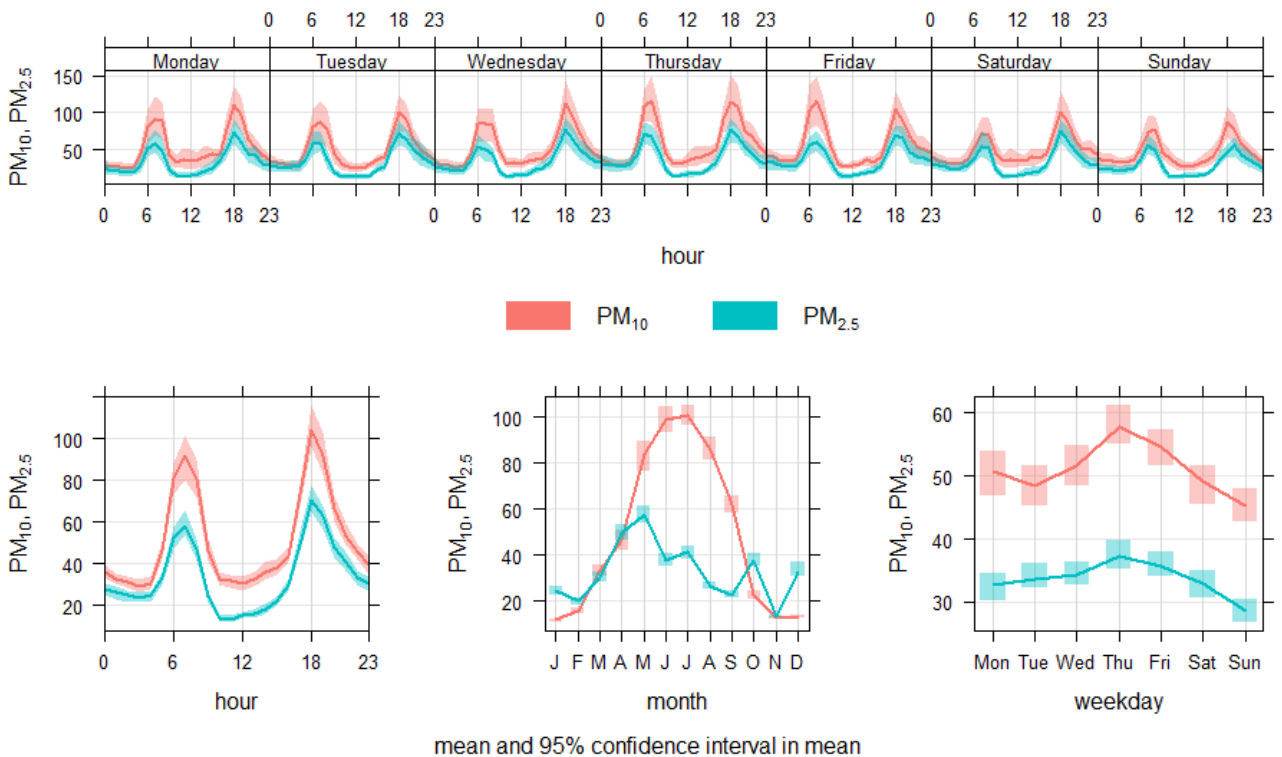 0 6 12 18 23 0 6 12 18 23 0 6 12 18 23
Monday Tuesday Wednesday Thursday Friday Saturday Sunday
PM10, PM2.5
150
100
50
0 6 12 18 23 0 6 12 18 23 0 6 12 18 23 0 6 12 18 23
hour
PM10 PM2.5
PM10, PM2.5
100
80
60
40
20
0 6 12 18 23
hour
PM10, PM2.5
100
80
60
40
20
J F M A M J J A S O N D
month
PM10, PM2.5
60
50
40
30
Mon Tue Wed Thu Fri Sat Sun
weekday
mean and 95% confidence interval in mean